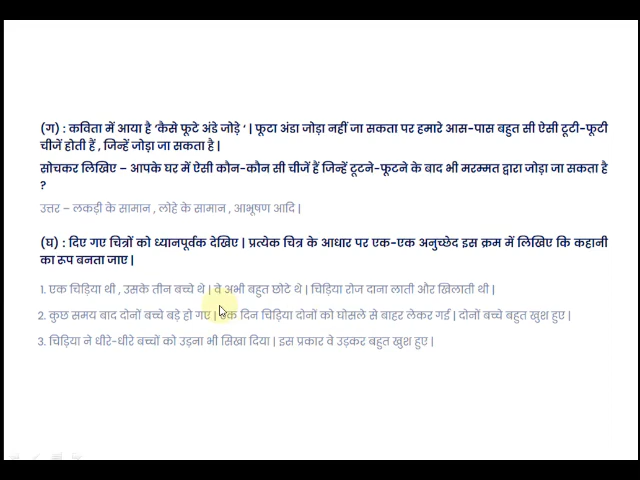 (ग) : कविता में आया है 'कैसे फूटे अंडे जोड़े ' | फूटा अंडा जोड़ा नहीं जा सकता पर हमारे आस-पास बहुत सी ऐसी टूटी-फूटी
चीजें होती हैं , जिन्हें जोड़ा जा सकता है |
सोचकर लिखिए – आपके घर में ऐसी कौन-कौन सी चीजें हैं जिन्हें टूटने-फूटने के बाद भी मरम्मत द्वारा जोड़ा जा सकता है
?
उत्तर – लकड़ी के सामान , लोहे के सामान , आभूषण आदि |
(घ) : दिए गए चित्रों को ध्यानपूर्वक देखिए | प्रत्येक चित्र के आधार पर एक-एक अनुच्छेद इस क्रम में लिखिए कि कहानी
का रूप बनता जाए |
1. एक चिड़िया थी , उसके तीन बच्चे थे | वे अभी बहुत छोटे थे | चिड़िया रोज दाना लाती और खिलाती थी |
2. कुछ समय बाद दोनों बच्चे बड़े हो गए | एक दिन चिड़िया दोनों को घोसले से बाहर लेकर गई | दोनों बच्चे बहुत खुश हुए |
3. चिड़िया ने धीरे-धीरे बच्चों को उड़ना भी सिखा दिया | इस प्रकार वे उड़कर बहुत खुश हुए |